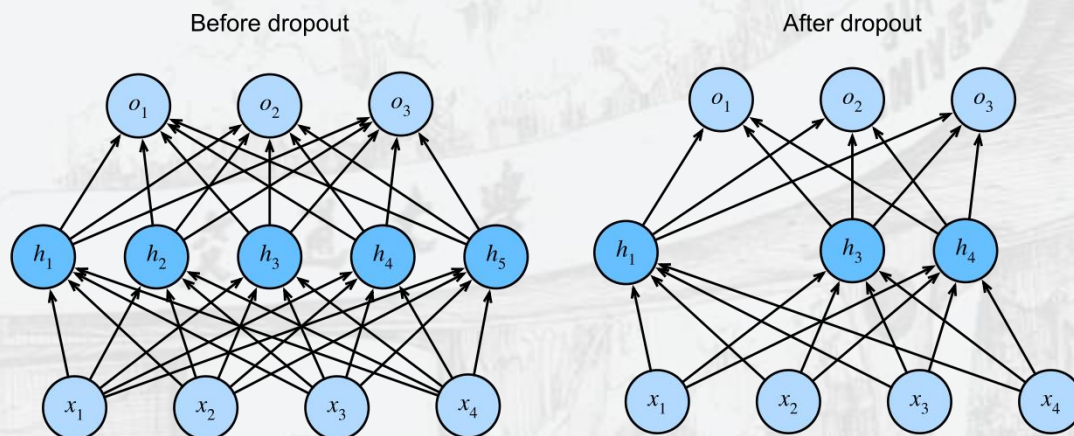 Before dropout
After dropout
o1 o2 o3
o1 o2 o3
h1 h2 h3 h4 h5
h1 h3 h4
x1 x2 x3 x4
x1 x2 x3 x4